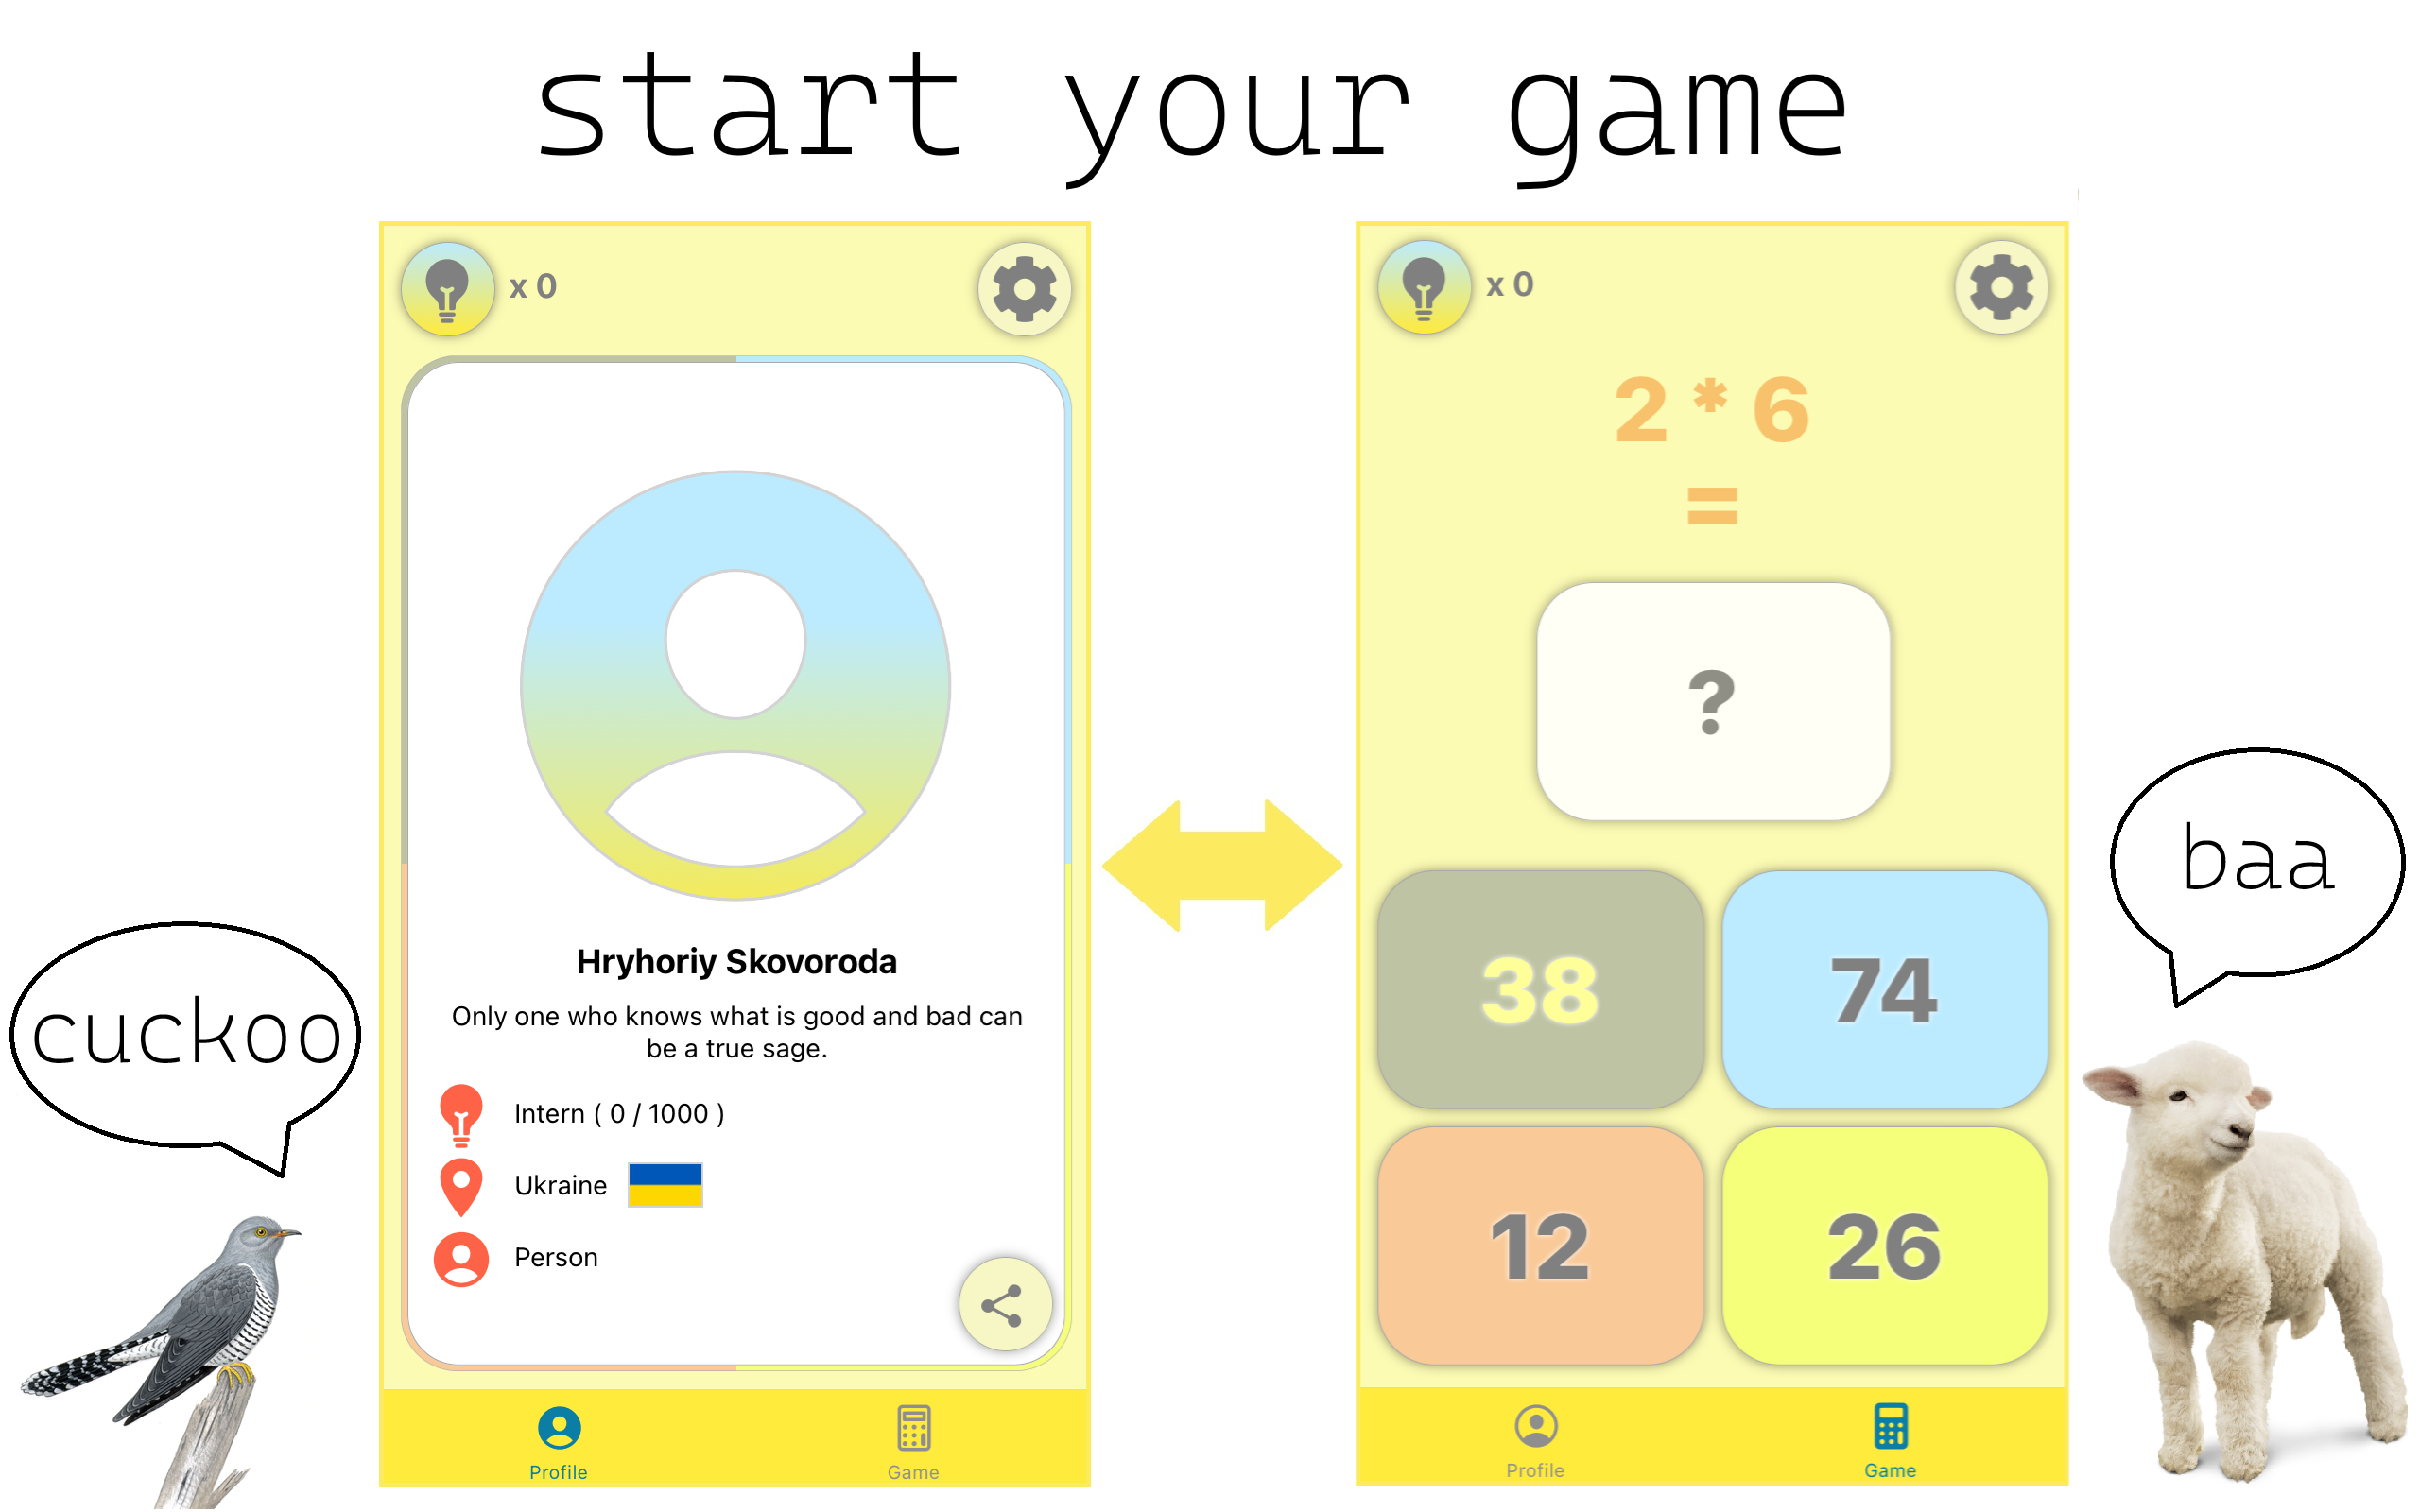 start your game
x 0
Hryhoriy Skovoroda
Only one who knows what is good and bad can
be a true sage.
Intern ( 0 / 1000 )
Ukraine
Person
Profile
Game
x 0
2 * 6
=
?
38
74
12
26
Profile
Game
cuckoo
baa